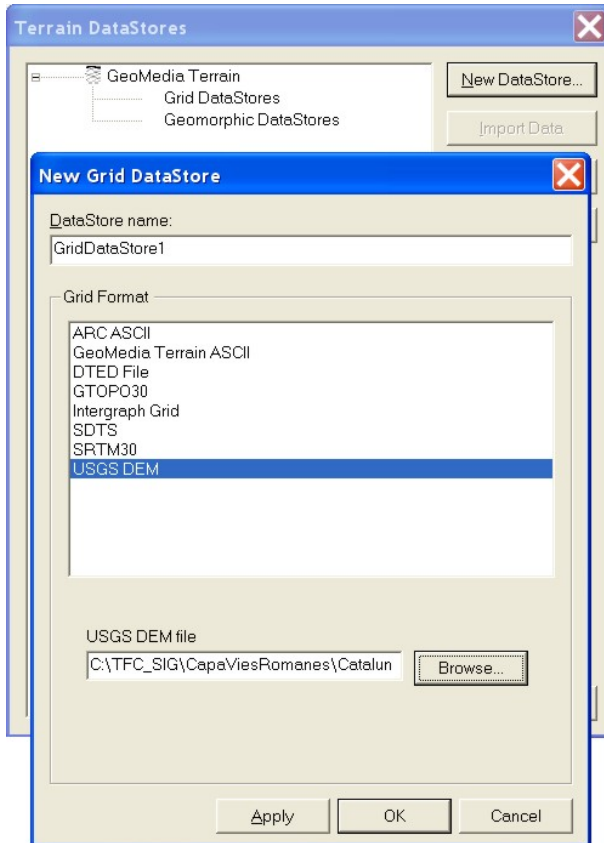 Terrain DataStores
GeoMedia Terrain
Grid DataStores
Geomorphic DataStores
New DataStore...
Import Data
New Grid DataStore
DataStore name:
GridDataStore1
Grid Format
ARC ASCII
GeoMedia Terrain ASCII
DTED File
GTOPO30
Intergraph Grid
SDTS
SRTM30
USGS DEM
USGS DEM file
C:\TFC_SIG\CapaViesRomanes\Catalun
Browse...
Apply
OK
Cancel